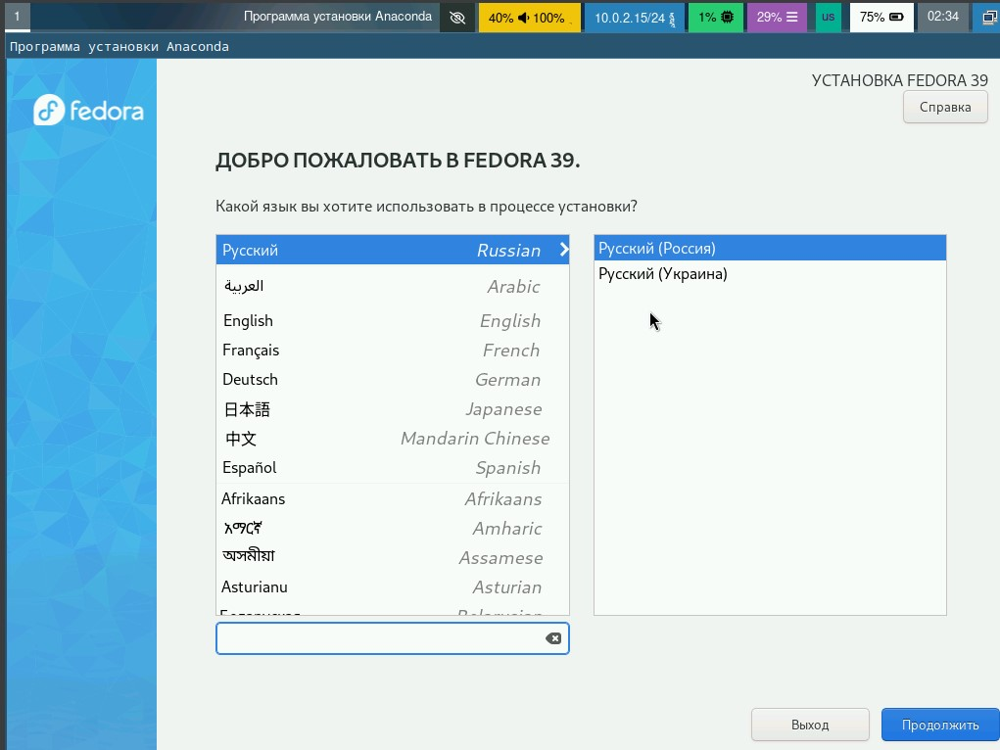 1
Программа установки Anaconda
40% 100%
10.0.2.15/24
1%
29%
us
75%
02:34
Программа установки Anaconda
fedora
УСТАНОВКА FEDORA 39
Справка
ДОБРО ПОЖАЛОВАТЬ В FEDORA 39.
Какой язык вы хотите использовать в процессе установки?
Русский Russian
العربية Arabic
English English
Français French
Deutsch German
日本語 Japanese
中文 Mandarin Chinese
Español Spanish
Afrikaans Afrikaans
አማርኛ Amharic
অসমীয়া Assamese
Asturianu Asturian
Русский (Россия)
Русский (Украина)
Выход
Продолжить